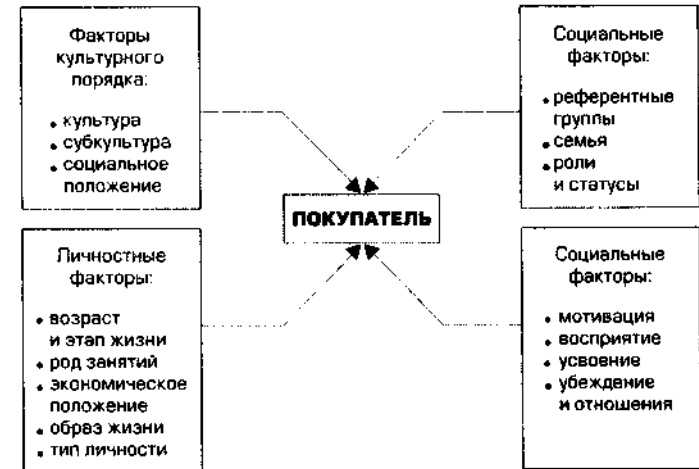 Факторы
культурного
порядка:
• культура
• субкультура
• социальное
положение
Социальные
факторы:
• референтные
группы
• семья
• роли
и статусы
ПОКУПАТЕЛЬ
Личностные
факторы:
• возраст
и этап жизни
• род занятий
• экономическое
положение
• образ жизни
• тип личности
Социальные
факторы:
• мотивация
• восприятие
• усвоение
• убеждение
и отношения